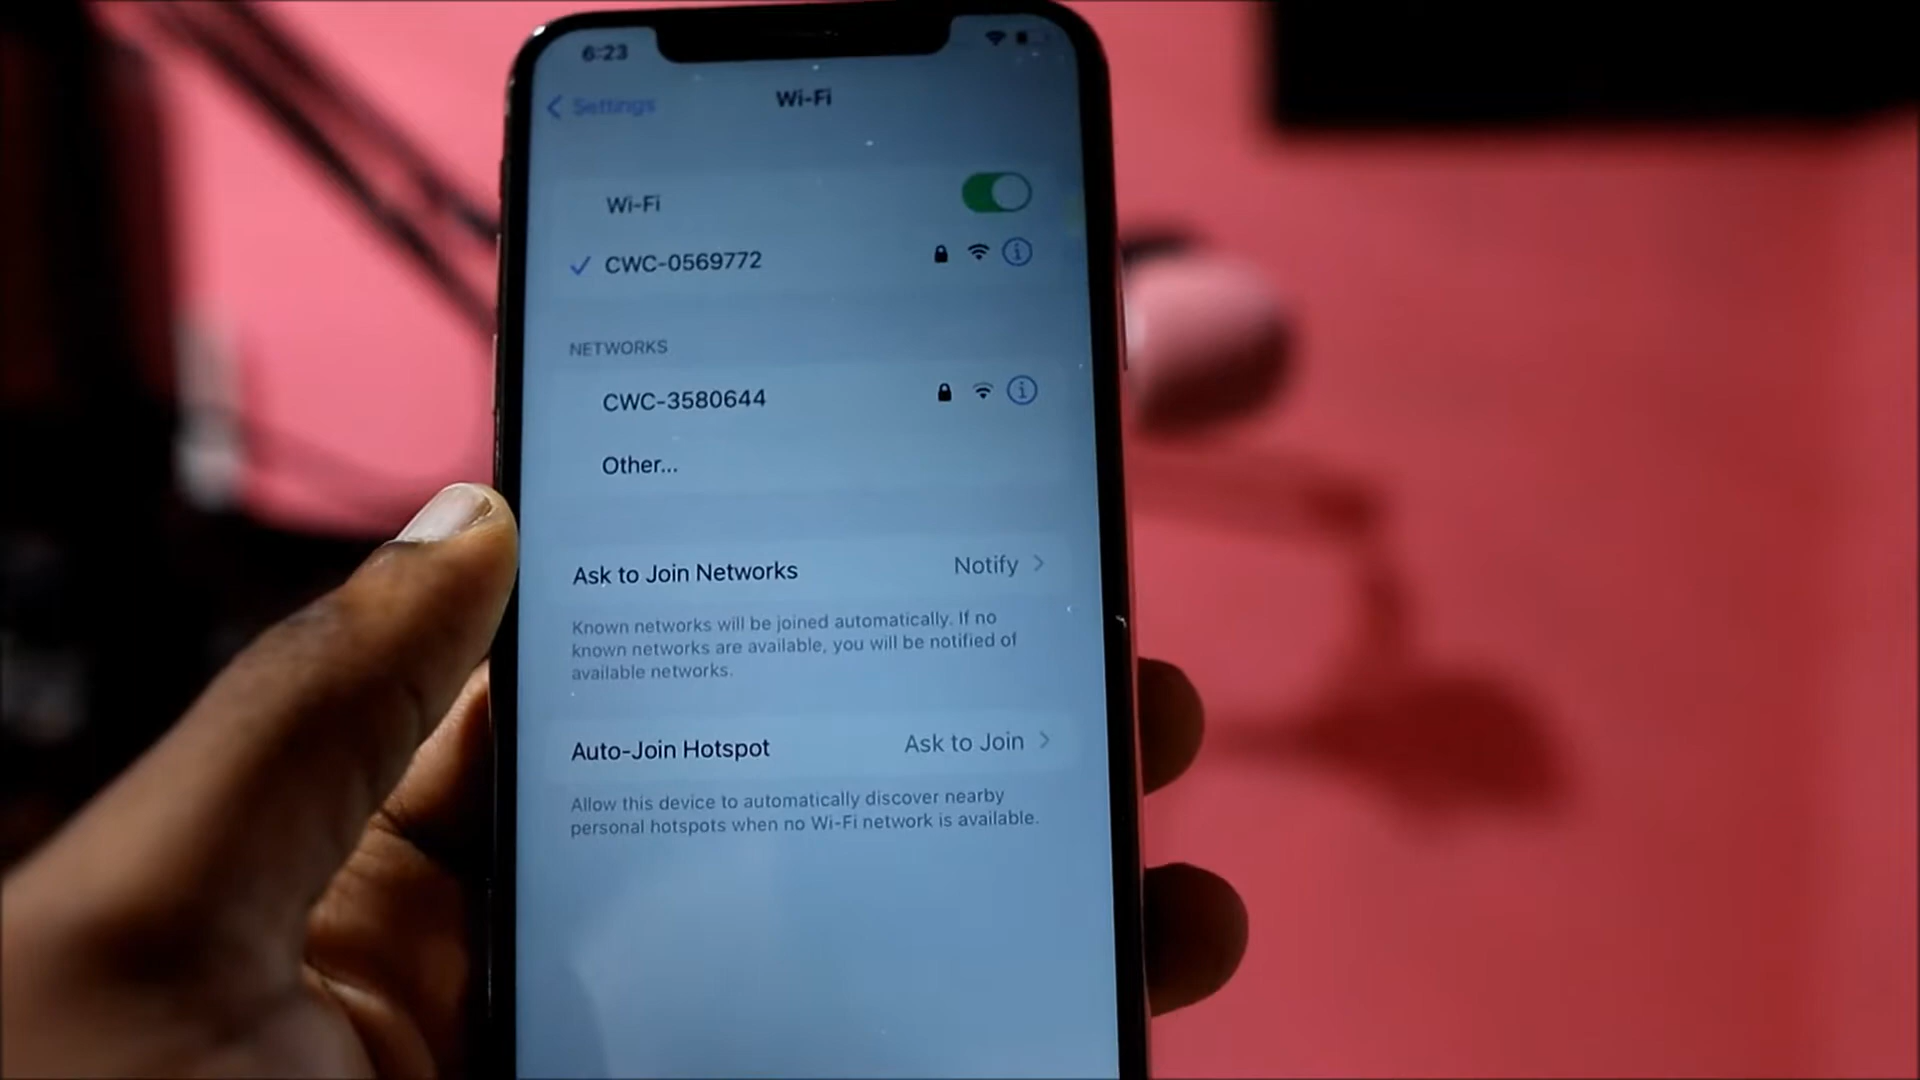 6:23
Settings
Wi-Fi
Wi-Fi
CWC-0569772
NETWORKS
CWC-3580644
Other...
Ask to Join Networks Notify
Known networks will be joined automatically. If no
known networks are available, you will be notified of
available networks.
Auto-Join Hotspot Ask to Join
Allow this device to automatically discover nearby
personal hotspots when no Wi-Fi network is available.